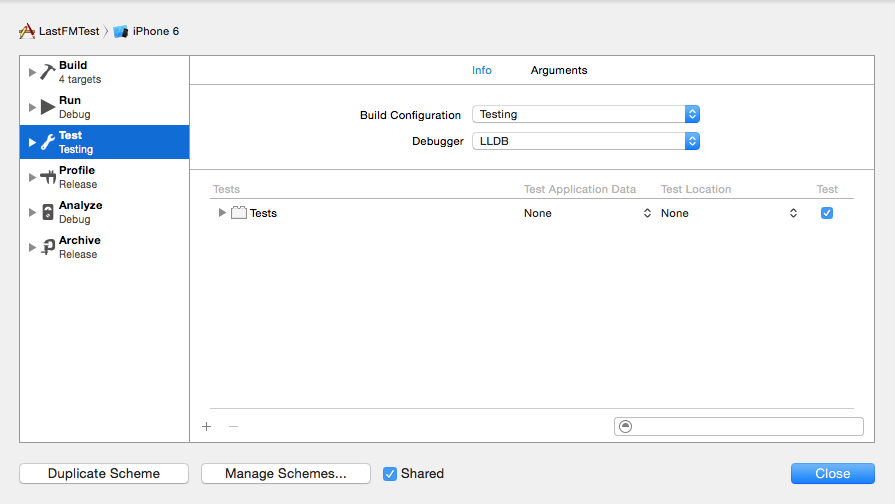 LastFMTest
iPhone 6
Build
4 targets
Run
Debug
Test
Testing
Profile
Release
Analyze
Debug
Archive
Release
Info Arguments
Build Configuration Testing
Debugger LLDB
Tests Test Application Data Test Location Test
Tests None None
+ −
Duplicate Scheme Manage Schemes... Shared Close